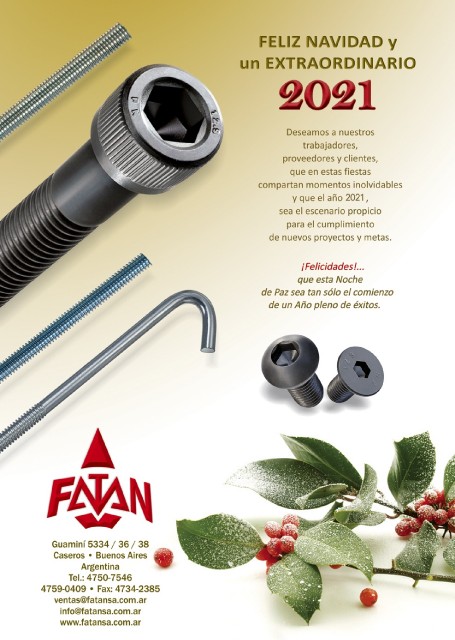 FELIZ NAVIDAD y
un EXTRAORDINARIO
2021
Deseamos a nuestros
trabajadores,
proveedores y clientes,
que en estas fiestas
compartan momentos inolvidables
y que el año 2021,
sea el escenario propicio
para el cumplimiento
de nuevos proyectos y metas.
¡Felicidades!...
que esta Noche
de Paz sea tan sólo el comienzo
de un Año pleno de éxitos.
FATAN
Guaminí 5334 / 36 / 38
Caseros • Buenos Aires
Argentina
Tel.: 4750-7546
4759-0409 • Fax: 4734-2385
ventas@fatansa.com.ar
info@fatansa.com.ar
www.fatansa.com.ar